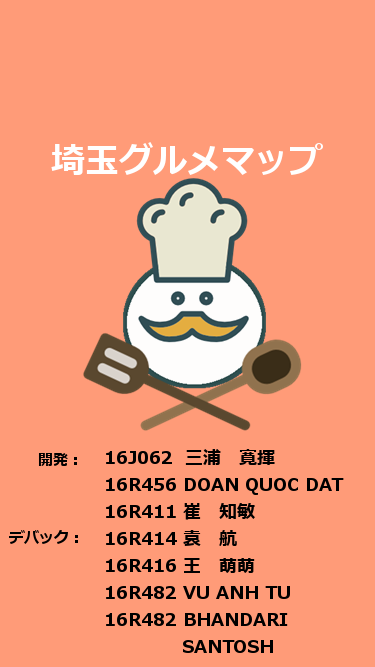 埼玉グルメマップ
開発： 16J062 三浦　寛揮
16R456 DOAN QUOC DAT
16R411 崔　知敏
デバック： 16R414 袁　航
16R416 王　萌萌
16R482 VU ANH TU
16R482 BHANDARI
SANTOSH